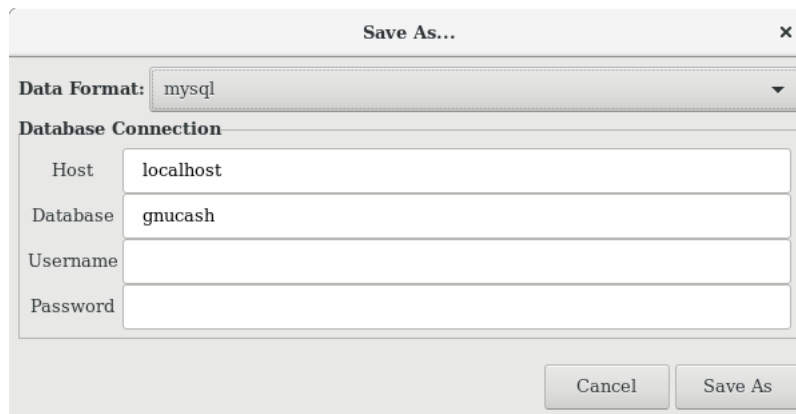 Save As...
Data Format: mysql
Database Connection
Host localhost
Database gnucash
Username
Password
Cancel Save As